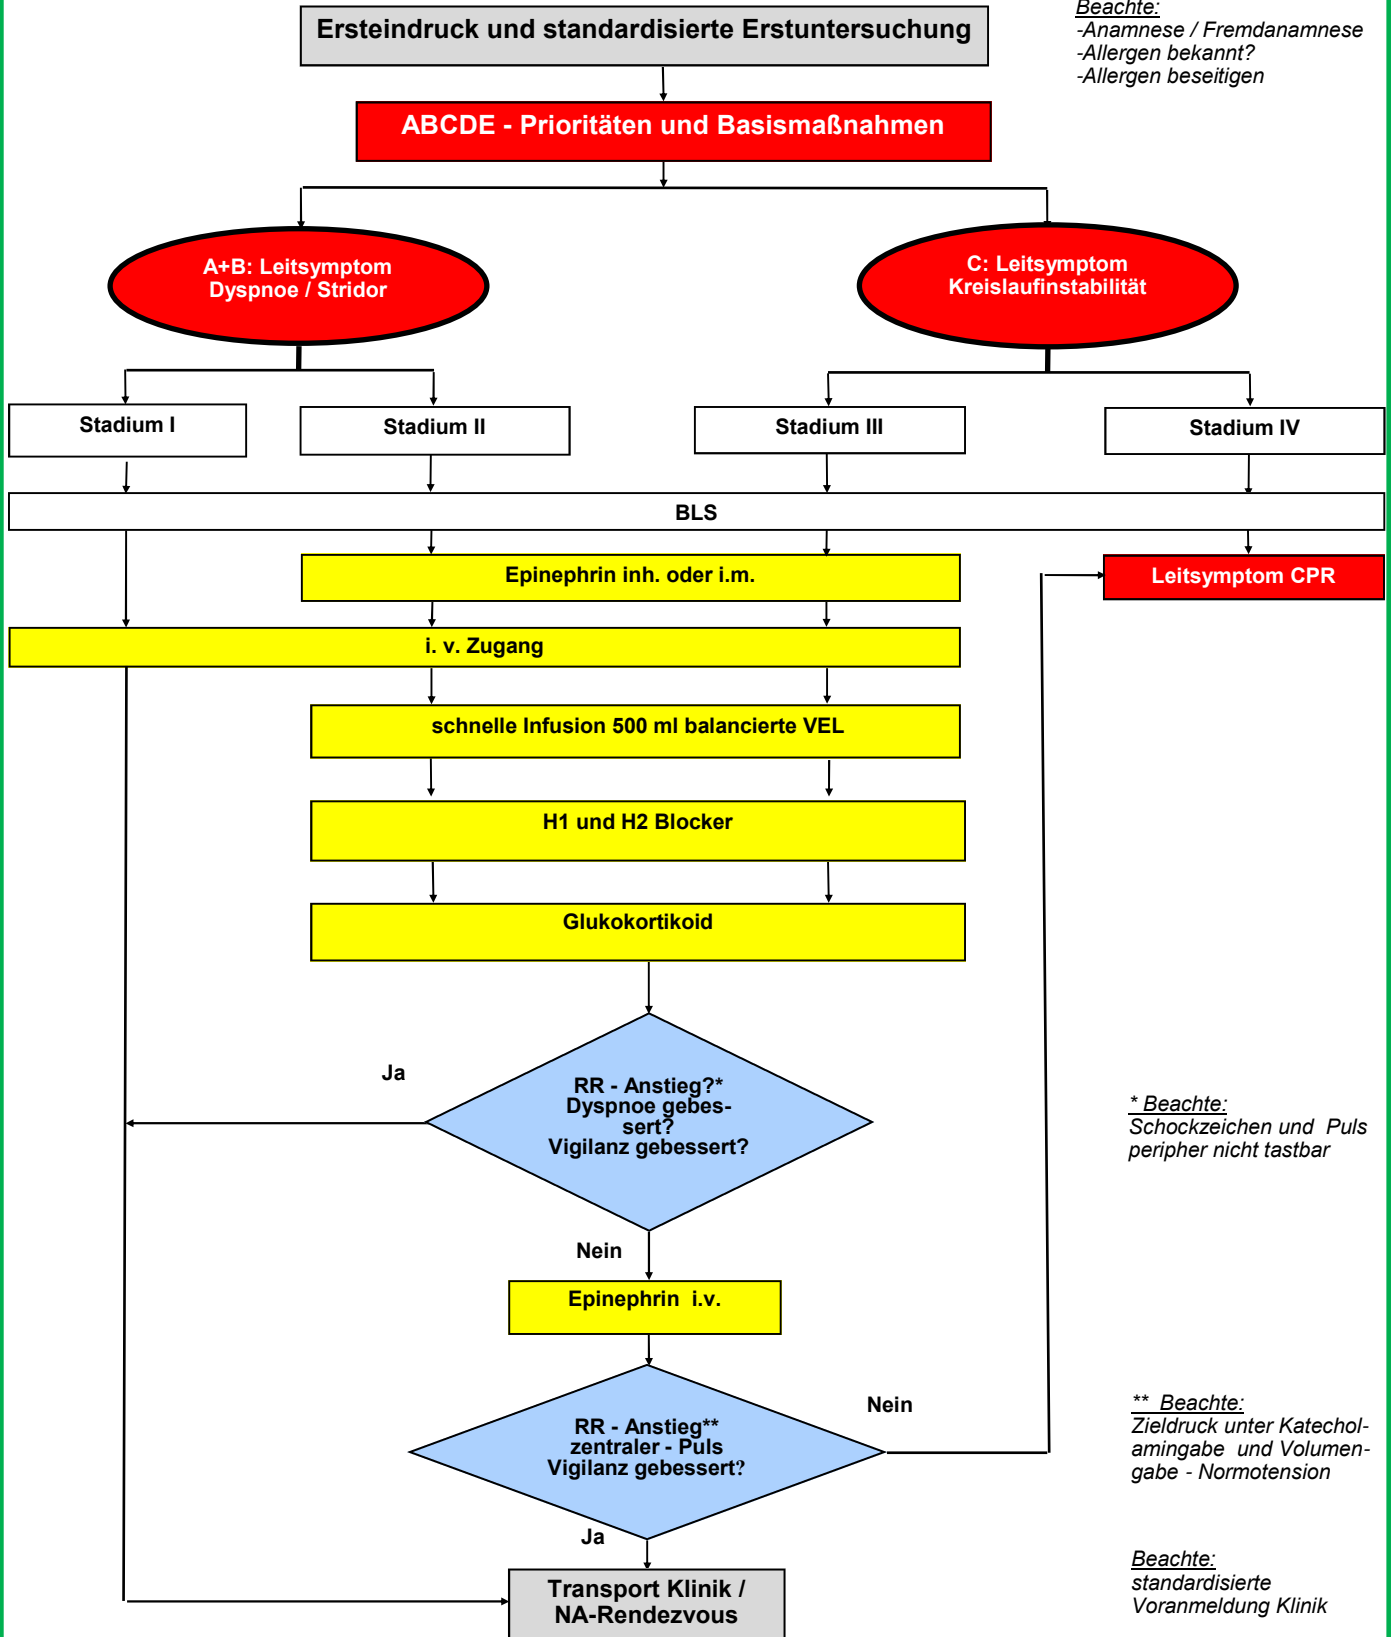 Beachte:
-Anamnese / Fremdanamnese
-Allergen bekannt?
-Allergen beseitigen
Ersteindruck und standardisierte Erstuntersuchung
ABCDE - Prioritäten und Basismaßnahmen
A+B: Leitsymptom
Dyspnoe / Stridor
C: Leitsymptom
Kreislaufinstabilität
Stadium I
Stadium II
Stadium III
Stadium IV
BLS
Epinephrin inh. oder i.m.
Leitsymptom CPR
i. v. Zugang
schnelle Infusion 500 ml balancierte VEL
H1 und H2 Blocker
Glukokortikoid
Ja
RR - Anstieg?*
Dyspnoe gebes-
sert?
Vigilanz gebessert?
* Beachte:
Schockzeichen und Puls
peripher nicht tastbar
Nein
Epinephrin i.v.
RR - Anstieg**
zentraler - Puls
Vigilanz gebessert?
Nein
** Beachte:
Zieldruck unter Katechol-
amingabe und Volumen-
gabe - Normotension
Ja
Transport Klinik /
NA-Rendezvous
Beachte:
standardisierte
Voranmeldung Klinik